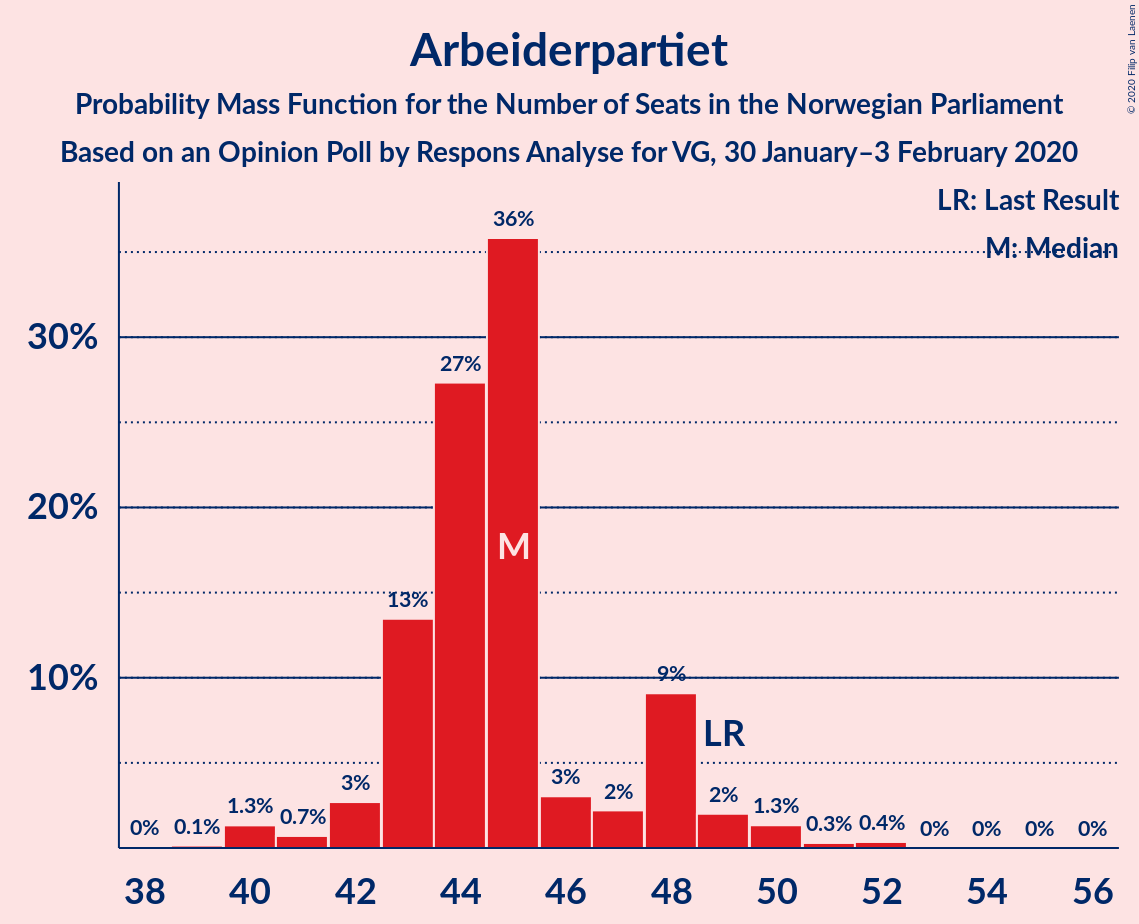 Arbeiderpartiet
Probability Mass Function for the Number of Seats in the Norwegian Parliament
Based on an Opinion Poll by Respons Analyse for VG, 30 January–3 February 2020
© 2020 Filip van Laenen
LR: Last Result
M: Median
30%
20%
10%
0%
0.1%
1.3%
0.7%
3%
13%
27%
36%
3%
2%
9%
2%
1.3%
0.3%
0.4%
0%
0%
0%
0%
M
LR
38 40 42 44 46 48 50 52 54 56